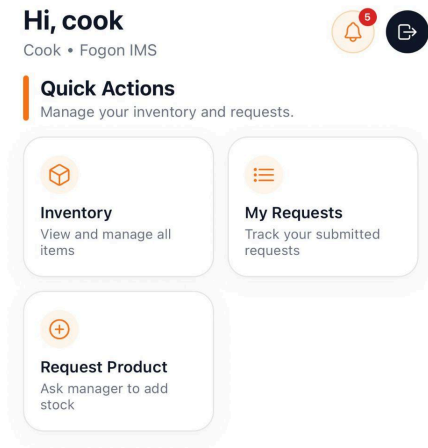 Hi, cook
5
Cook • Fogon IMS
Quick Actions
Manage your inventory and requests.
Inventory
View and manage all
items
My Requests
Track your submitted
requests
Request Product
Ask manager to add
stock